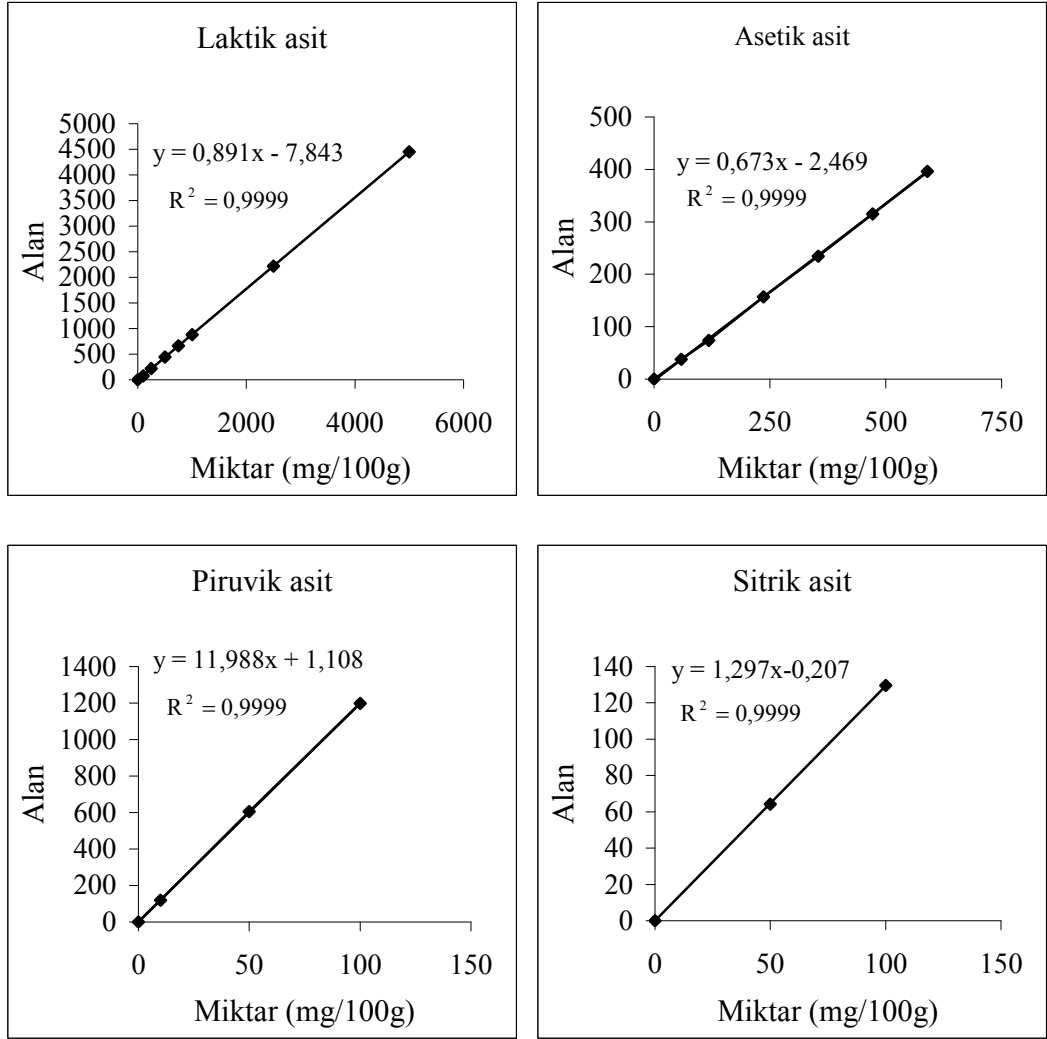 Laktik asit
5000
4500
4000
3500
3000
2500
2000
1500
1000
500
0
Alan
y = 0,891x - 7,843
R² = 0,9999
0 2000 4000 6000
Miktar (mg/100g)
Asetik asit
500
400
300
200
100
0
Alan
y = 0,673x - 2,469
R² = 0,9999
0 250 500 750
Miktar (mg/100g)
Piruvik asit
1400
1200
1000
800
600
400
200
0
Alan
y = 11,988x + 1,108
R² = 0,9999
0 50 100 150
Miktar (mg/100g)
Sitrik asit
140
120
100
80
60
40
20
0
Alan
y = 1,297x-0,207
R² = 0,9999
0 50 100 150
Miktar (mg/100g)